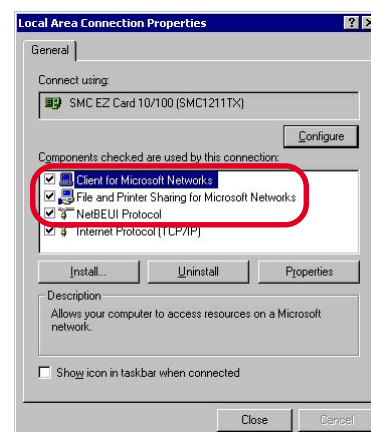 Local Area Connection Properties
General
Connect using:
SMC EZ Card 10/100 (SMC1211TX)
Configure
Components checked are used by this connection:
Client for Microsoft Networks
File and Printer Sharing for Microsoft Networks
NetBEUI Protocol
Internet Protocol (TCP/IP)
Install... Uninstall Properties
Description
Allows your computer to access resources on a Microsoft
network.
Show icon in taskbar when connected
Close Cancel